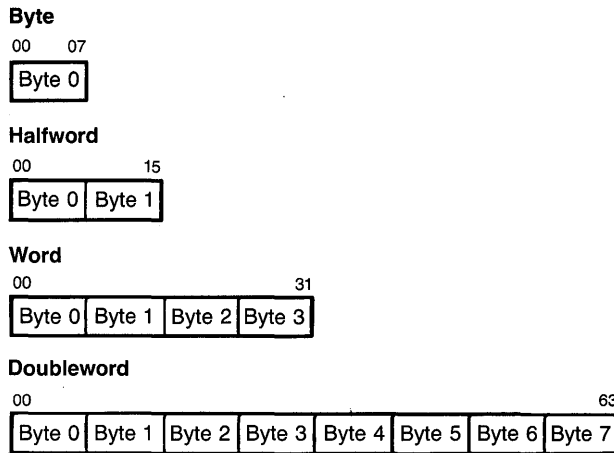 Byte
00 07
Byte 0
Halfword
00 15
Byte 0 Byte 1
Word
00 31
Byte 0 Byte 1 Byte 2 Byte 3
Doubleword
00 63
Byte 0 Byte 1 Byte 2 Byte 3 Byte 4 Byte 5 Byte 6 Byte 7